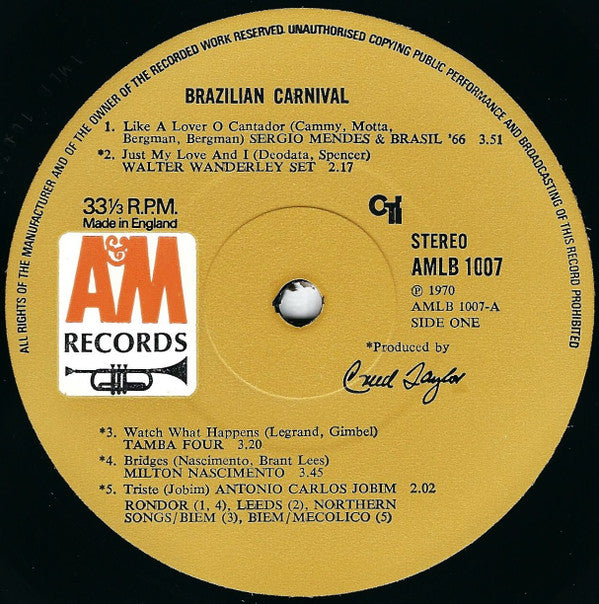 ALL RIGHTS OF THE MANUFACTURER AND OF THE OWNER OF THE RECORDED WORK RESERVED. UNAUTHORISED COPYING PUBLIC PERFORMANCE AND BROADCASTING OF THIS RECORD PROHIBITED
BRAZILIAN CARNIVAL
1. Like A Lover O Cantador (Cammy, Motta,
Bergman, Bergman) SERGIO MENDES & BRASIL '66 3.51
*2. Just My Love And I (Deodata, Spencer)
WALTER WANDERLEY SET 2.17
33⅓ R.P.M.
Made in England
A&M
RECORDS
CTI
STEREO
AMLB 1007
℗ 1970
AMLB 1007-A
SIDE ONE
*Produced by
Creed Taylor
*3. Watch What Happens (Legrand, Gimbel)
TAMBA FOUR 3.20
*4. Bridges (Nascimento, Brant Lees)
MILTON NASCIMENTO 3.45
*5. Triste (Jobim) ANTONIO CARLOS JOBIM 2.02
RONDOR (1, 4), LEEDS (2), NORTHERN
SONGS/BIEM (3), BIEM/MECOLICO (5)